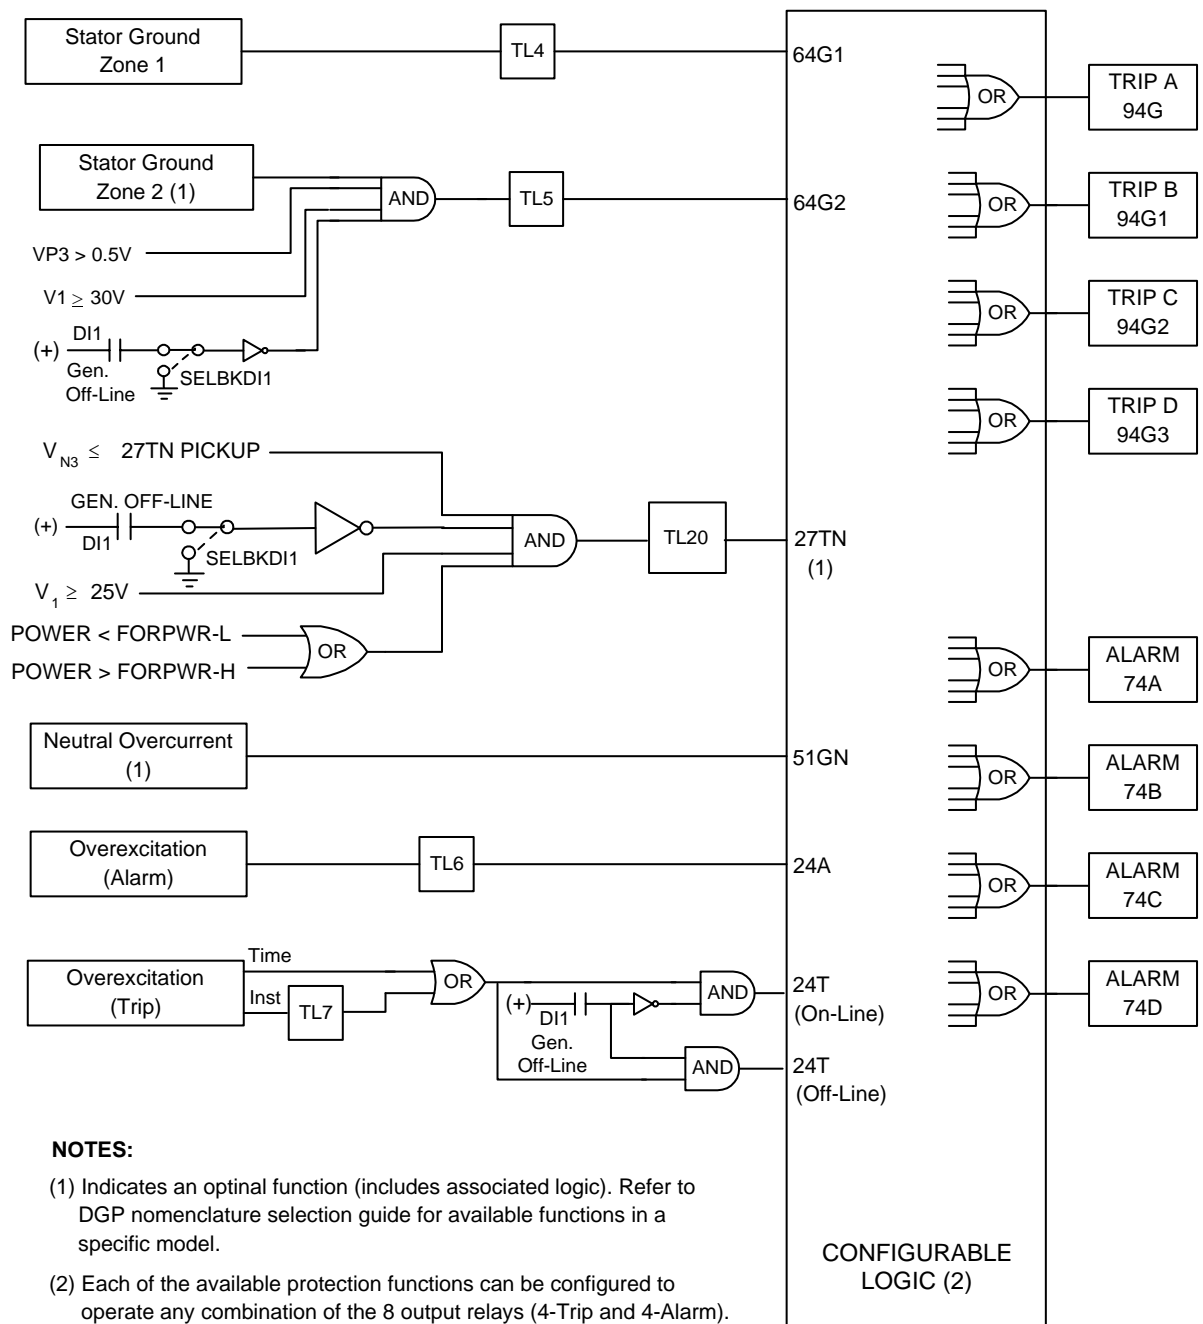 Stator Ground
Zone 1
TL4
64G1
OR
TRIP A
94G
Stator Ground
Zone 2 (1)
AND
TL5
64G2
OR
TRIP B
94G1
VP3 > 0.5V
V1 ≥ 30V
OR
TRIP C
94G2
(+)
DI1
Gen.
Off-Line
SELBKDI1
OR
TRIP D
94G3
VN3 ≤ 27TN PICKUP
GEN. OFF-LINE
(+)
DI1
SELBKDI1
AND
TL20
27TN
(1)
V1 ≥ 25V
POWER < FORPWR-L
OR
POWER > FORPWR-H
OR
ALARM
74A
Neutral Overcurrent
(1)
51GN
OR
ALARM
74B
Overexcitation
(Alarm)
TL6
24A
OR
ALARM
74C
Overexcitation
(Trip)
Time
Inst
TL7
OR
(+)
DI1
Gen.
Off-Line
AND
24T
(On-Line)
AND
24T
(Off-Line)
OR
ALARM
74D
NOTES:
(1) Indicates an optinal function (includes associated logic). Refer to
DGP nomenclature selection guide for available functions in a
specific model.
(2) Each of the available protection functions can be configured to
operate any combination of the 8 output relays (4-Trip and 4-Alarm).
CONFIGURABLE
LOGIC (2)